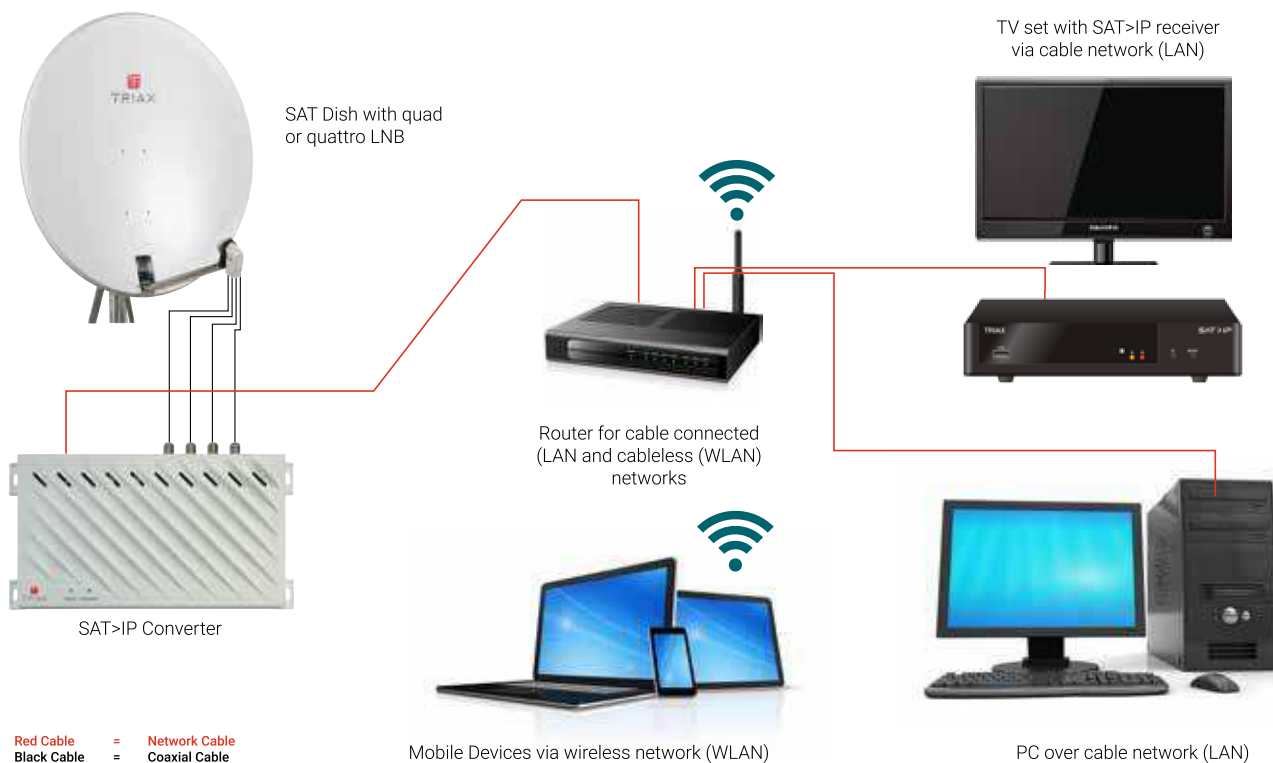 TRIAX
SAT Dish with quad
or quattro LNB
TV set with SAT>IP receiver
via cable network (LAN)
TRIAX
SAT>IP
Router for cable connected
(LAN and cableless (WLAN)
networks
TRIAX
SAT>IP Converter
Mobile Devices via wireless network (WLAN)
PC over cable network (LAN)
Red Cable = Network Cable
Black Cable = Coaxial Cable